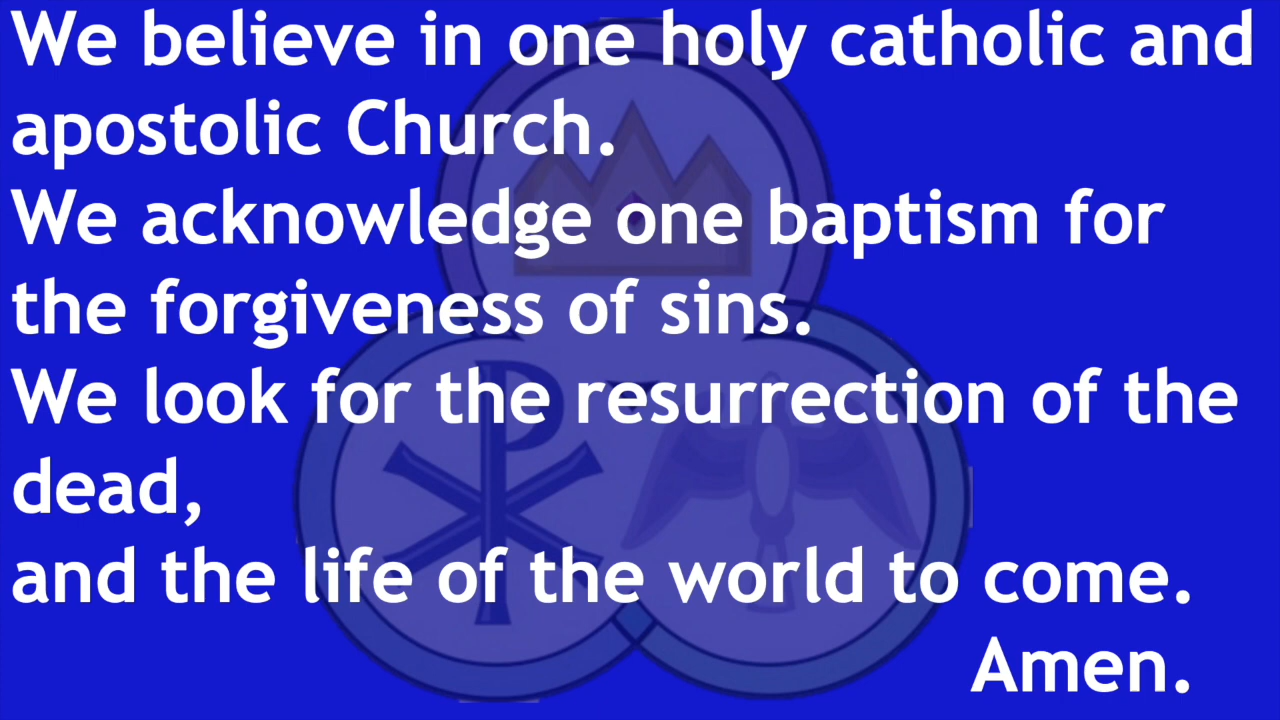 We believe in one holy catholic and
apostolic Church.
We acknowledge one baptism for
the forgiveness of sins.
We look for the resurrection of the
dead,
and the life of the world to come.
Amen.